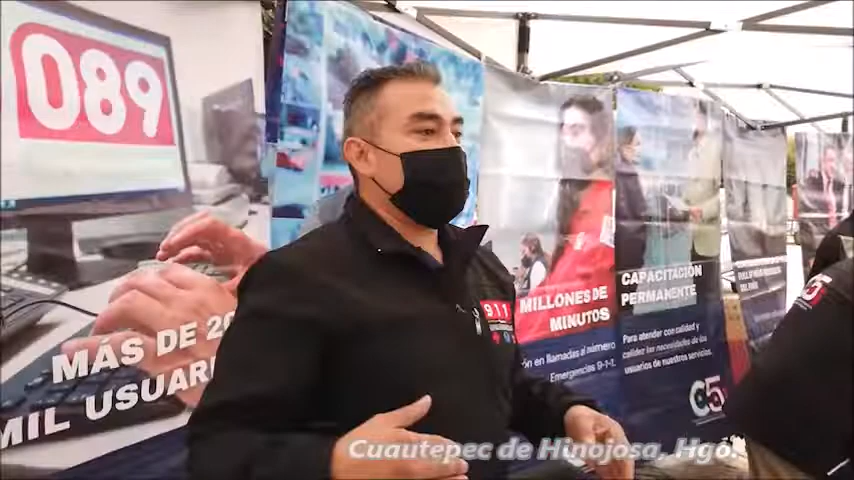 089
MÁS DE 20
MIL USUARI
911
MILLONES DE
MINUTOS
ón en llamadas al número
Emergencias 9-1-1.
CAPACITACIÓN
PERMANENTE
Para atender con calidad y
calidez las necesidades de los
usuarios de nuestros servicios.
C5
Cuautepec de Hinojosa, Hgo.